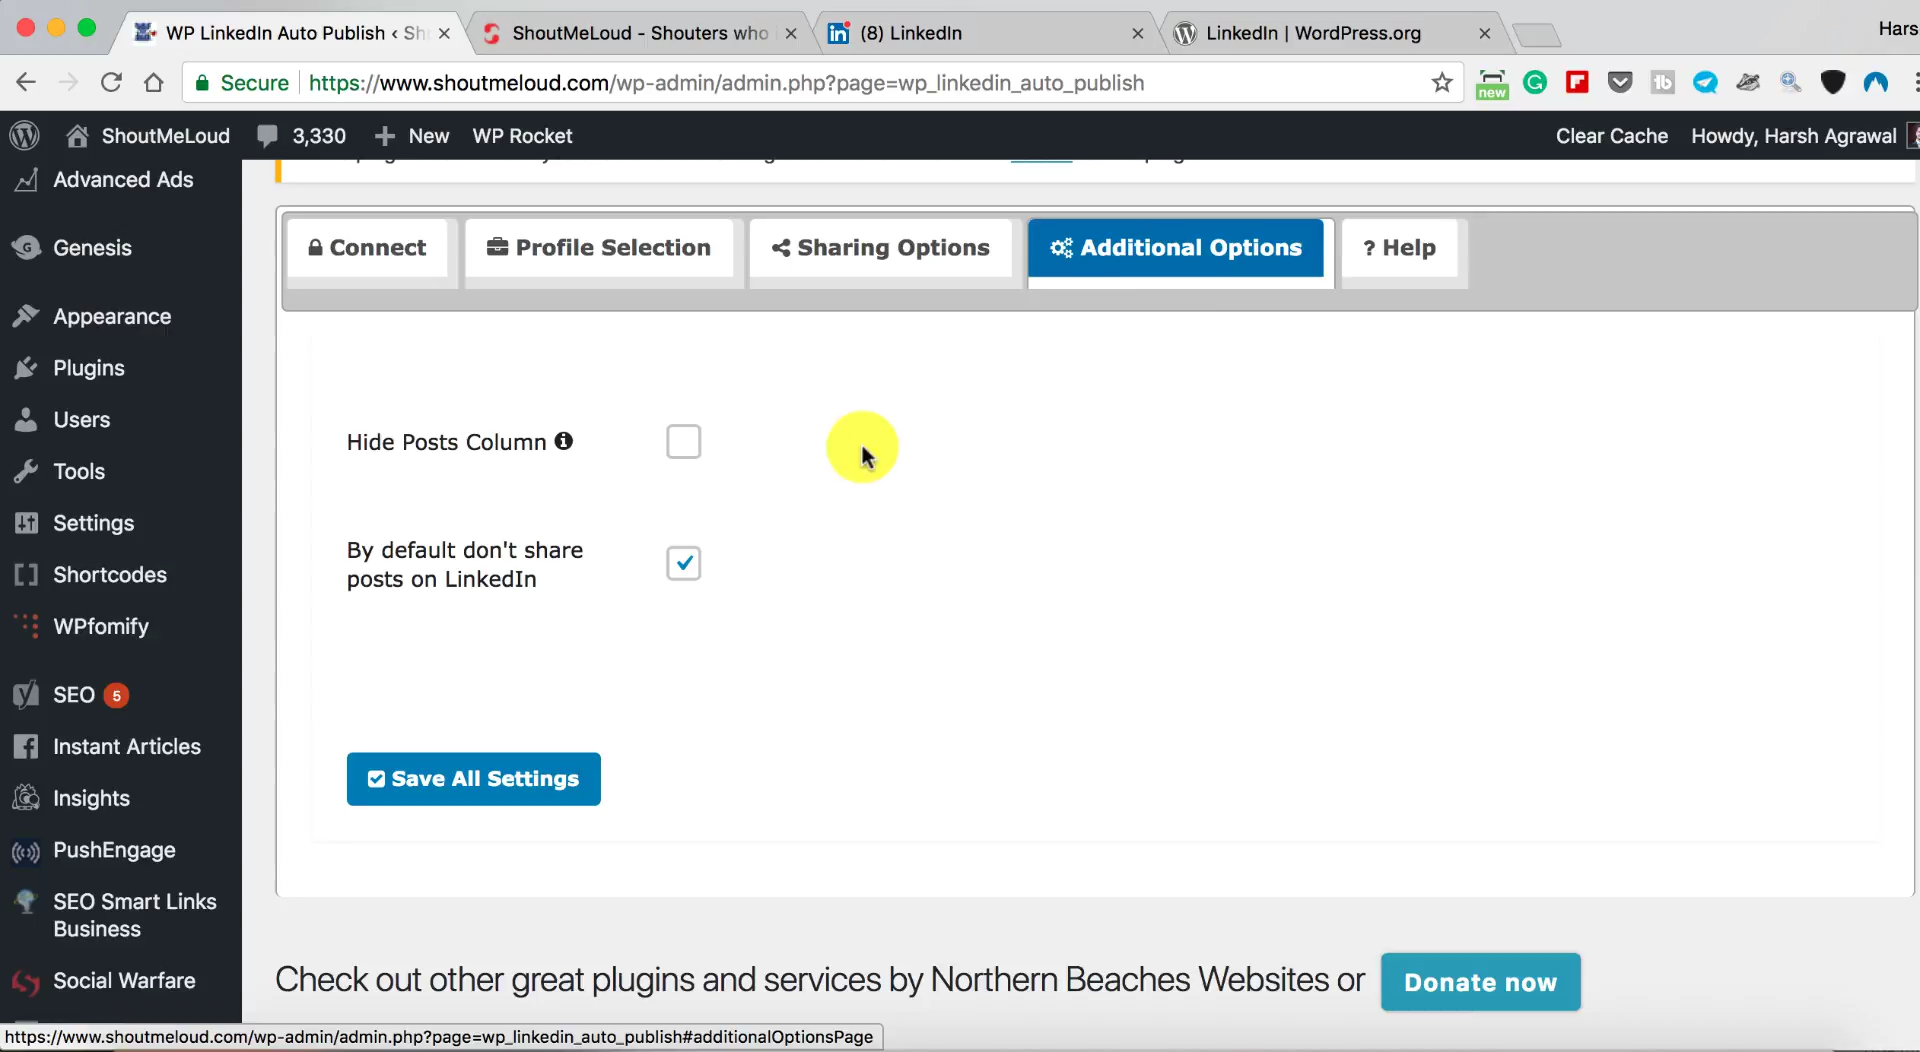 WP LinkedIn Auto Publish ‹ Sh
ShoutMeLoud - Shouters who
(8) LinkedIn
LinkedIn | WordPress.org
Hars
Secure
https://www.shoutmeloud.com/wp-admin/admin.php?page=wp_linkedin_auto_publish
new
ShoutMeLoud
3,330
New
WP Rocket
Clear Cache
Howdy, Harsh Agrawal
Advanced Ads
Genesis
Appearance
Plugins
Users
Tools
Settings
Shortcodes
WPfomify
SEO 5
Instant Articles
Insights
PushEngage
SEO Smart Links
Business
Social Warfare
Connect
Profile Selection
Sharing Options
Additional Options
? Help
Hide Posts Column
By default don't share
posts on LinkedIn
Save All Settings
Check out other great plugins and services by Northern Beaches Websites or
Donate now
https://www.shoutmeloud.com/wp-admin/admin.php?page=wp_linkedin_auto_publish#additionalOptionsPage